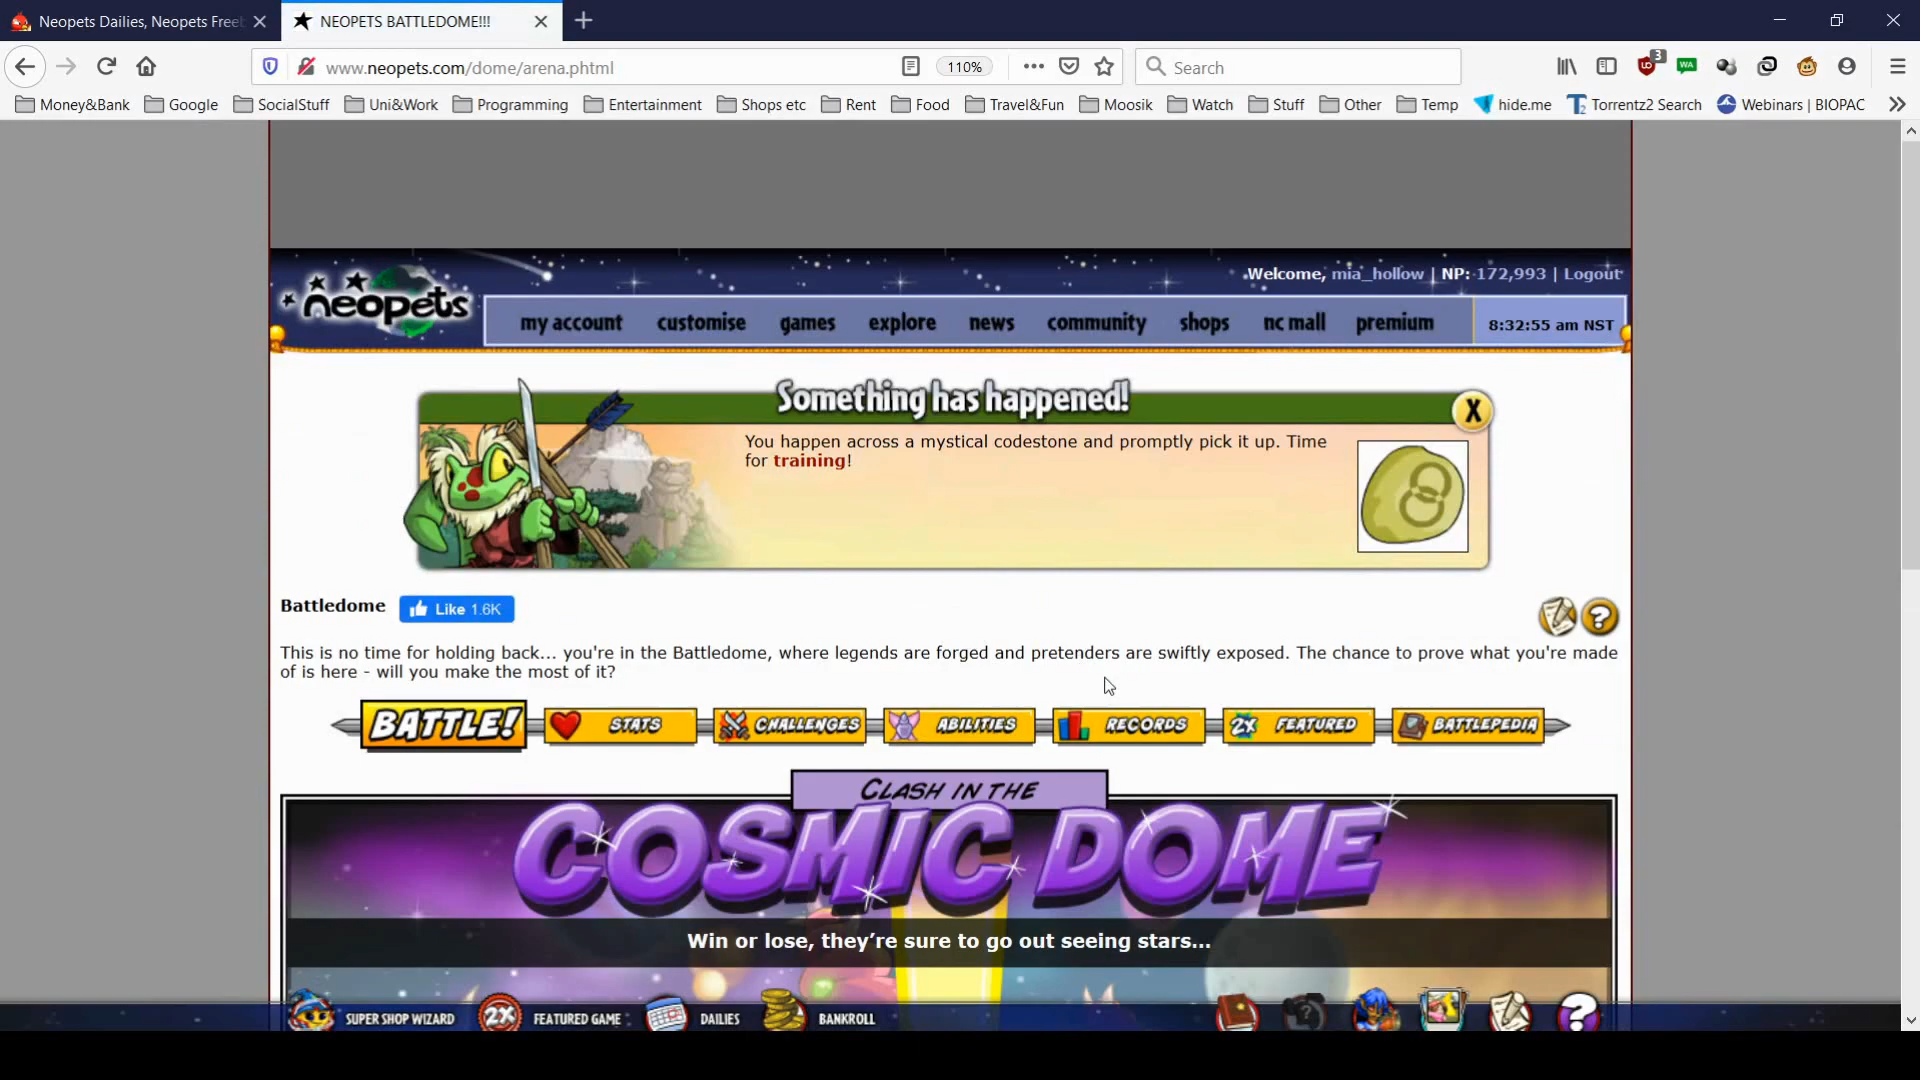 Neopets Dailies, Neopets Freeb
NEOPETS BATTLEDOME!!!
www.neopets.com/dome/arena.phtml
110%
Search
3
Money&Bank
Google
SocialStuff
Uni&Work
Programming
Entertainment
Shops etc
Rent
Food
Travel&Fun
Moosik
Watch
Stuff
Other
Temp
hide.me
Torrentz2 Search
Webinars | BIOPAC
neopets
Welcome, mia_hollow | NP: 172,993 | Logout
my account
customise
games
explore
news
community
shops
nc mall
premium
8:32:55 am NST
Something has happened!
X
You happen across a mystical codestone and promptly pick it up. Time
for training!
Battledome
Like 1.6K
This is no time for holding back... you're in the Battledome, where legends are forged and pretenders are swiftly exposed. The chance to prove what you're made
of is here - will you make the most of it?
BATTLE!
STATS
CHALLENGES
ABILITIES
RECORDS
2X FEATURED
BATTLEPEDIA
CLASH IN THE
COSMIC DOME
Win or lose, they're sure to go out seeing stars...
SUPER SHOP WIZARD
2X FEATURED GAME
DAILIES
BANKROLL